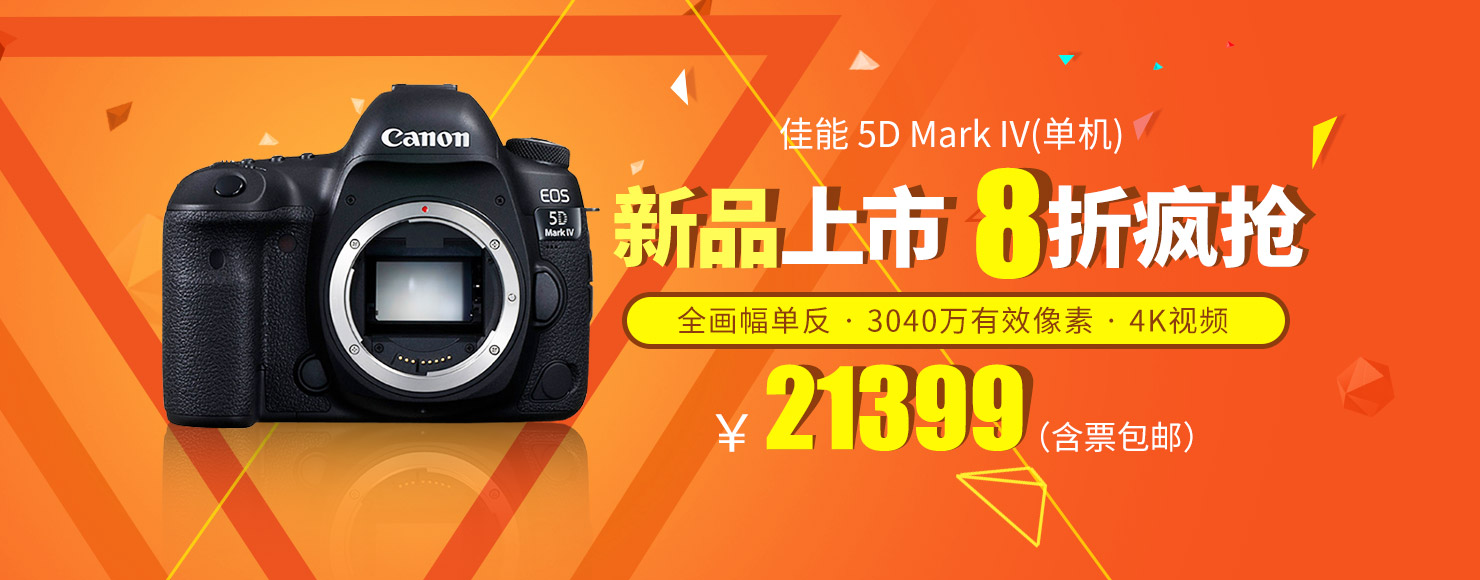 Canon
EOS
5D
Mark IV
佳能 5D Mark IV(单机)
新品上市 8折疯抢
全画幅单反 · 3040万有效像素 · 4K视频
¥ 21399 (含票包邮)